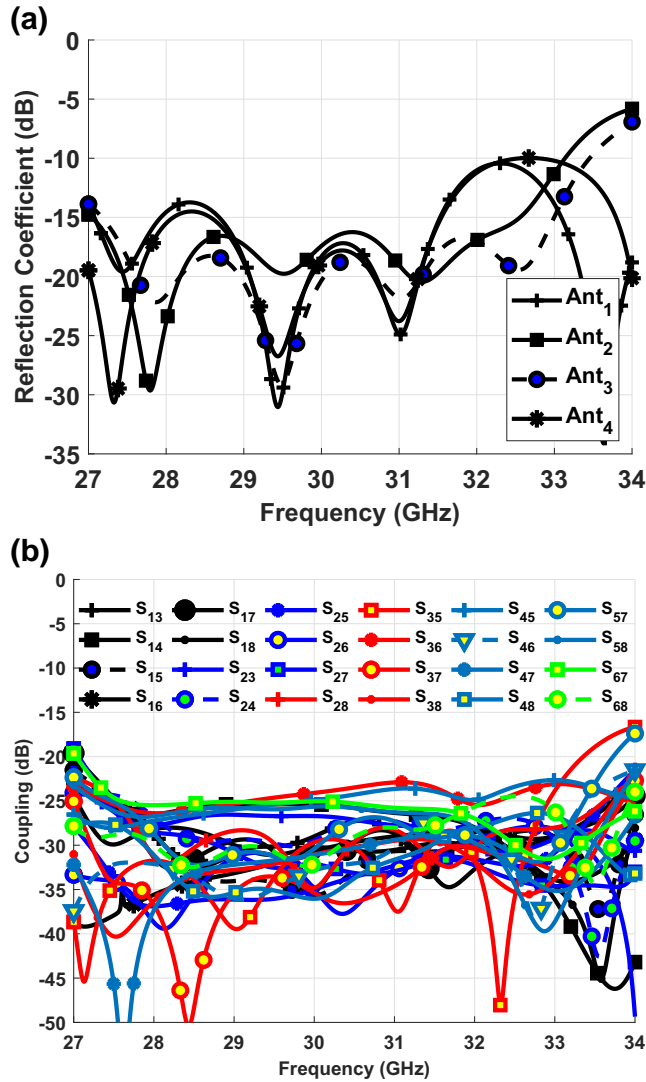 (a)
0
-5
-10
-15
-20
-25
-30
-35
Reflection Coefficient (dB)
Ant1
Ant2
Ant3
Ant4
27 28 29 30 31 32 33 34
Frequency (GHz)
(b)
0
-5
-10
-15
-20
-25
-30
-35
-40
-45
-50
Coupling (dB)
S13 S17 S25 S35 S45 S57
S14 S18 S26 S36 S46 S58
S15 S23 S27 S37 S47 S67
S16 S24 S28 S38 S48 S68
27 28 29 30 31 32 33 34
Frequency (GHz)